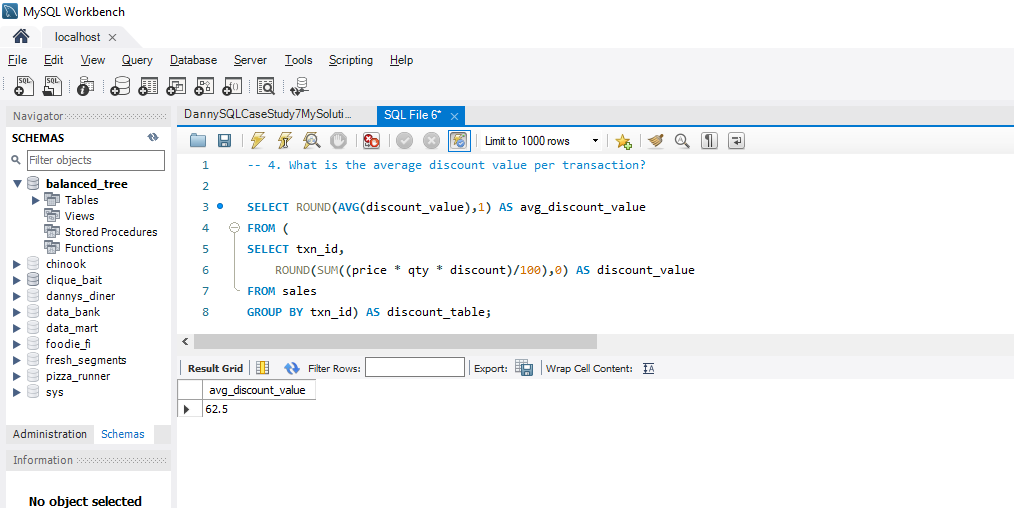 MySQL Workbench
localhost
File Edit View Query Database Server Tools Scripting Help
Navigator
SCHEMAS
Filter objects
balanced_tree
Tables
Views
Stored Procedures
Functions
chinook
clique_bait
dannys_diner
data_bank
data_mart
foodie_fi
fresh_segments
pizza_runner
sys
Administration Schemas
Information
No object selected
DannySQLCaseStudy7MySoluti... SQL File 6*
Limit to 1000 rows
1 -- 4. What is the average discount value per transaction?
2
3 SELECT ROUND(AVG(discount_value),1) AS avg_discount_value
4 FROM (
5 SELECT txn_id,
6 ROUND(SUM((price * qty * discount)/100),0) AS discount_value
7 FROM sales
8 GROUP BY txn_id) AS discount_table;
Result Grid Filter Rows: Export: Wrap Cell Content:
avg_discount_value
62.5